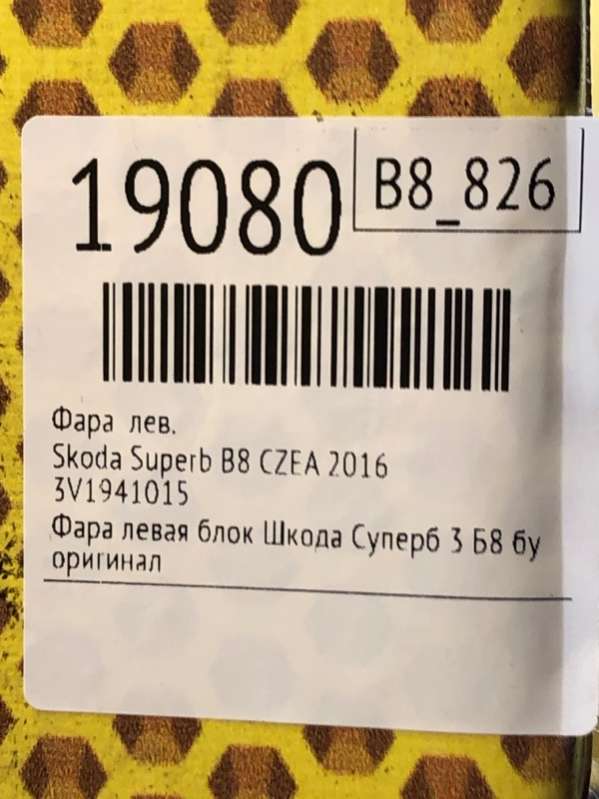 19080
B8_826
Фара лев.
Skoda Superb B8 CZEA 2016
3V1941015
Фара левая блок Шкода Суперб 3 Б8 бу
оригинал